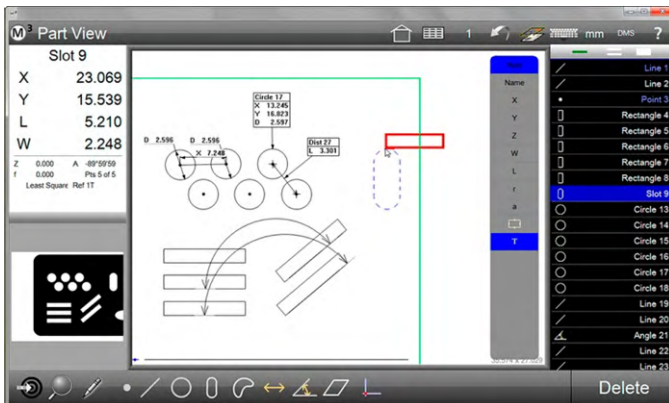 M³ Part View
1
mm
DMS
?
Slot 9
X 23.069
Y 15.539
L 5.210
W 2.248
Z 0.000 A -89°59'59
f 0.000 Pts 5 of 5
Least Square Ref 1T
Circle 17
X 13.245
Y 16.823
D 2.597
D 2.596
D 2.596
X 7.248
Dist 27
L 3.381
Name
X
Y
Z
W
L
r
a
T
Line 1
Line 2
Point 3
Rectangle 4
Rectangle 5
Rectangle 6
Rectangle 7
Rectangle 8
Slot 9
Circle 13
Circle 14
Circle 15
Circle 16
Circle 17
Circle 18
Line 19
Line 20
Angle 21
Line 22
Line 23
Delete